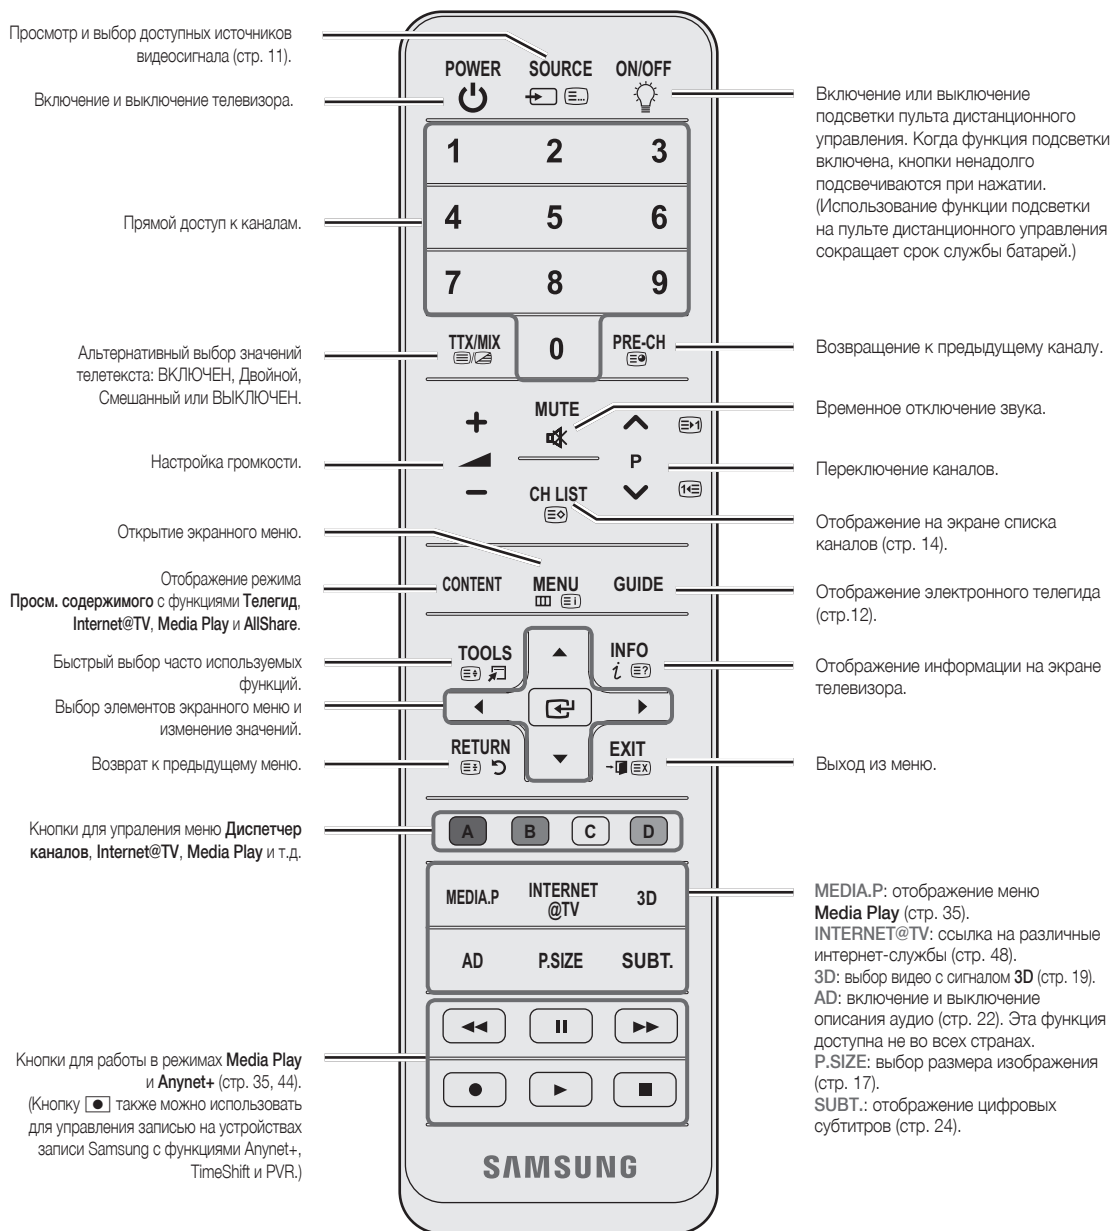 Просмотр и выбор доступных источников
видеосигнала (стр. 11).
Включение и выключение телевизора.
Прямой доступ к каналам.
Альтернативный выбор значений
телетекста: ВКЛЮЧЕН, Двойной,
Смешанный или ВЫКЛЮЧЕН.
Настройка громкости.
Открытие экранного меню.
Отображение режима
Просм. содержимого с функциями Телегид,
Internet@TV, Media Play и AllShare.
Быстрый выбор часто используемых
функций.
Выбор элементов экранного меню и
изменение значений.
Возврат к предыдущему меню.
Кнопки для упраления меню Диспетчер
каналов, Internet@TV, Media Play и т.д.
Кнопки для работы в режимах Media Play
и Anynet+ (стр. 35, 44).
(Кнопку также можно использовать
для управления записью на устройствах
записи Samsung с функциями Anynet+,
TimeShift и PVR.)
POWER SOURCE ON/OFF
1 2 3
4 5 6
7 8 9
TTX/MIX 0 PRE-CH
MUTE
P
CH LIST
CONTENT MENU GUIDE
TOOLS INFO
RETURN EXIT
A B C D
MEDIA.P INTERNET
@TV 3D
AD P.SIZE SUBT.
SAMSUNG
Включение или выключение
подсветки пульта дистанционного
управления. Когда функция подсветки
включена, кнопки ненадолго
подсвечиваются при нажатии.
(Использование функции подсветки
на пульте дистанционного управления
сокращает срок службы батарей.)
Возвращение к предыдущему каналу.
Временное отключение звука.
Переключение каналов.
Отображение на экране списка
каналов (стр. 14).
Отображение электронного телегида
(стр.12).
Отображение информации на экране
телевизора.
Выход из меню.
MEDIA.P: отображение меню
Media Play (стр. 35).
INTERNET@TV: ссылка на различные
интернет-службы (стр. 48).
3D: выбор видео с сигналом 3D (стр. 19).
AD: включение и выключение
описания аудио (стр. 22). Эта функция
доступна не во всех странах.
P.SIZE: выбор размера изображения
(стр. 17).
SUBT.: отображение цифровых
субтитров (стр. 24).